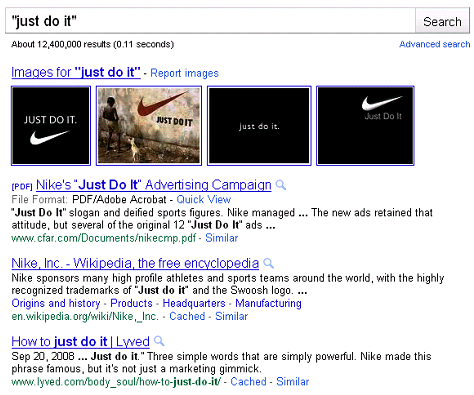 "just do it"
Search
About 12,400,000 results (0.11 seconds)
Advanced search
Images for "just do it" - Report images
JUST DO IT.
JUST DO IT
just do it.
Just Do It
[PDF] Nike's "Just Do It" Advertising Campaign
File Format: PDF/Adobe Acrobat - Quick View
"Just Do It" slogan and deified sports figures. Nike managed ... The new ads retained that
attitude, but several of the original 12 "Just Do It" ads ...
www.cfar.com/Documents/nikecmp.pdf - Similar
Nike, Inc. - Wikipedia, the free encyclopedia
Nike sponsors many high profile athletes and sports teams around the world, with the highly
recognized trademarks of "Just do it" and the Swoosh logo. ...
Origins and history - Products - Headquarters - Manufacturing
en.wikipedia.org/wiki/Nike,_Inc. - Cached - Similar
How to just do it | Lyved
Sep 20, 2008 ... Just do it." Three simple words that are simply powerful. Nike made this
phrase famous, but it's not just a marketing gimmick.
www.lyved.com/body_soul/how-to-just-do-it/ - Cached - Similar